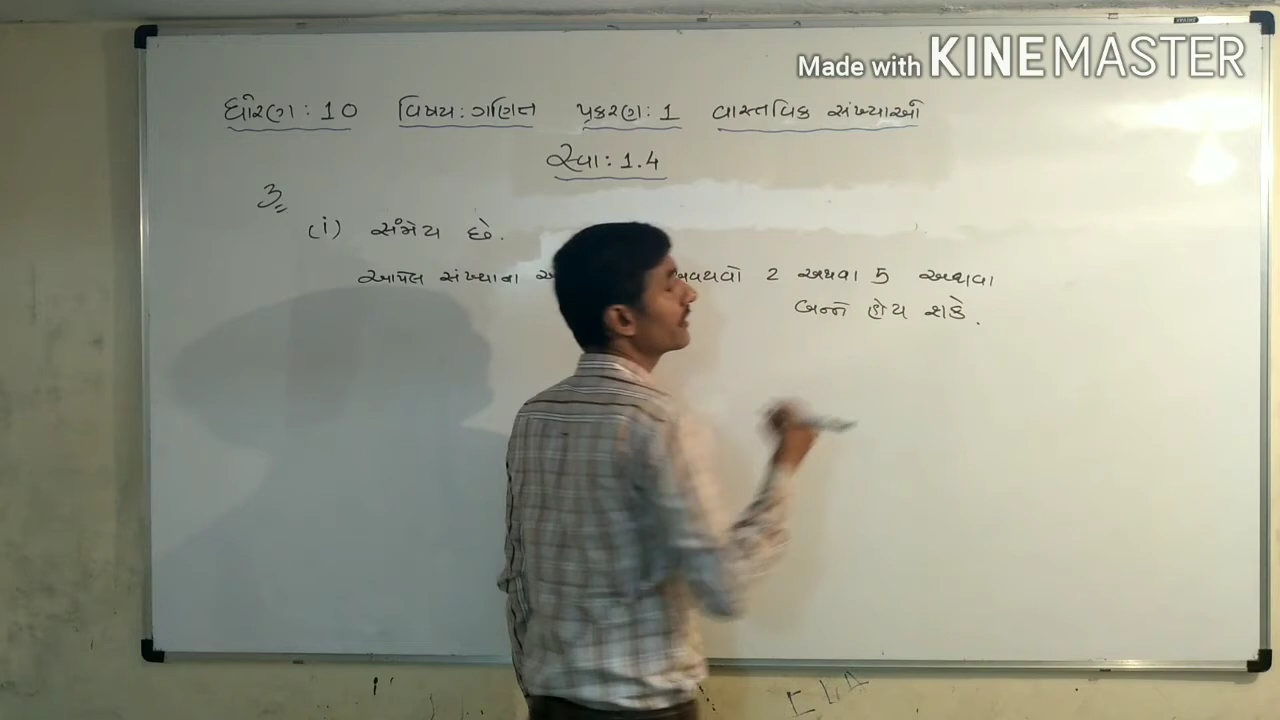 Made with KINEMASTER
ધોરણ : 10 વિષય : ગણિત પ્રકરણ : 1 વાસ્તવિક સંખ્યાઓ
સ્વા : 1.4
3
(i) સંમેય છે.
આપેલ સંખ્યાના અવયવો 2 અથવા 5 અથવા
બન્ને હોય શકે.